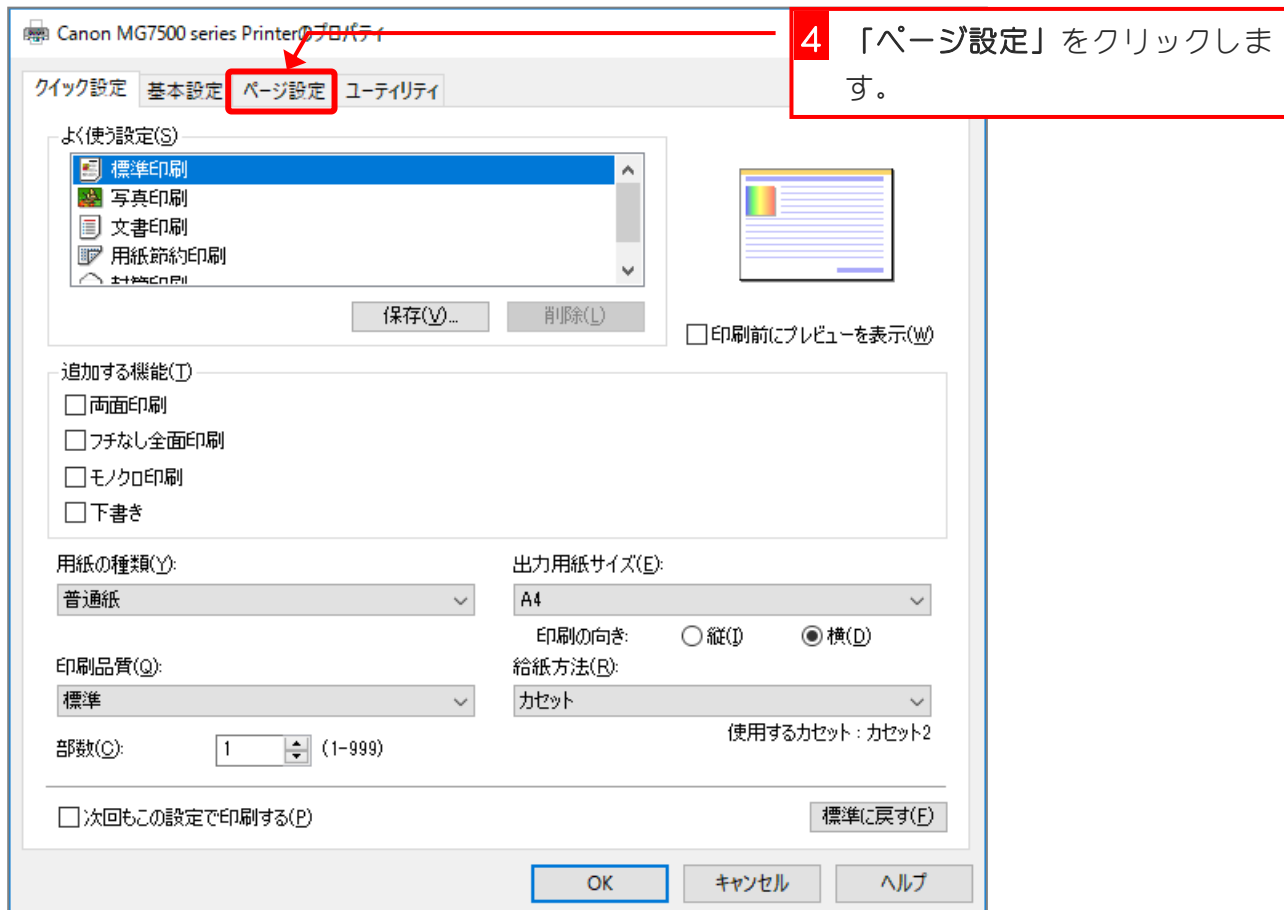 Canon MG7500 series Printerのプロパティ
4 「ページ設定」をクリックしま
す。
クイック設定 基本設定 ページ設定 ユーティリティ
よく使う設定(S)
標準印刷
写真印刷
文書印刷
用紙節約印刷
封筒印刷
保存(V)... 削除(L)
印刷前にプレビューを表示(W)
追加する機能(T)
両面印刷
フチなし全面印刷
モノクロ印刷
下書き
用紙の種類(Y): 出力用紙サイズ(E):
普通紙 A4
印刷の向き: 縦(I) 横(D)
印刷品質(Q): 給紙方法(R):
標準 カセット
使用するカセット : カセット2
部数(C): 1 (1-999)
次回もこの設定で印刷する(P) 標準に戻す(F)
OK キャンセル ヘルプ